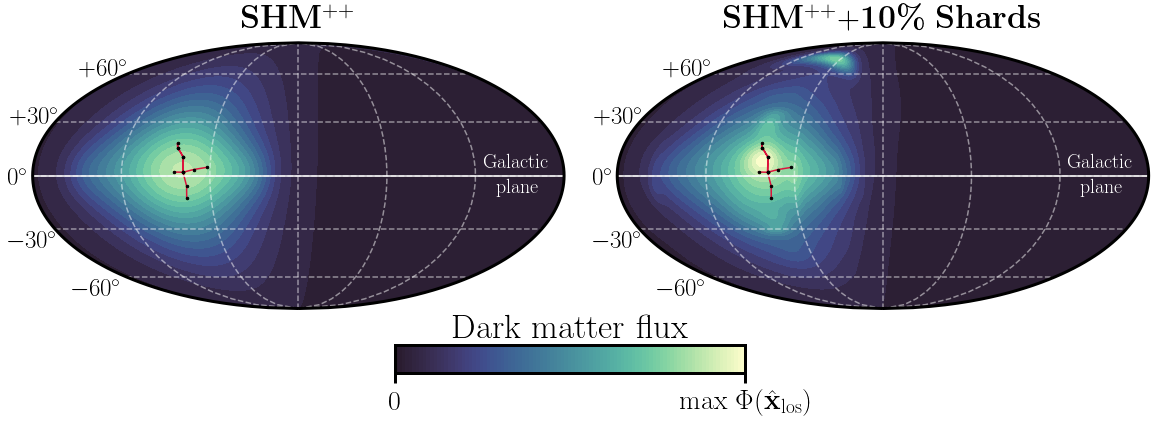 SHM⁺⁺
SHM⁺⁺+10% Shards
+60°
+30°
0°
−30°
−60°
Galactic
plane
+60°
+30°
0°
−30°
−60°
Galactic
plane
Dark matter flux
0
max Φ(x̂_los)